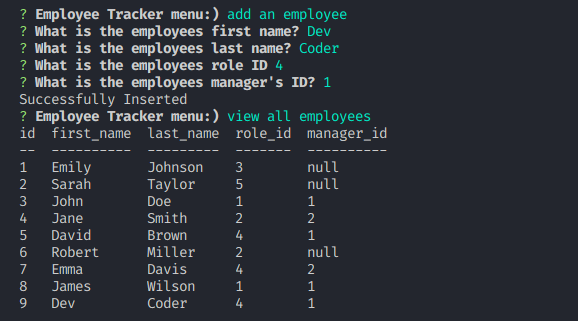 ? Employee Tracker menu:) add an employee
? What is the employees first name? Dev
? What is the employees last name? Coder
? What is the employees role ID 4
? What is the employees manager's ID? 1
Successfully Inserted
? Employee Tracker menu:) view all employees
id  first_name  last_name  role_id  manager_id
--  ----------  ---------  -------  ----------
1   Emily       Johnson    3        null
2   Sarah       Taylor     5        null
3   John        Doe        1        1
4   Jane        Smith      2        2
5   David       Brown      4        1
6   Robert      Miller     2        null
7   Emma        Davis      4        2
8   James       Wilson     1        1
9   Dev         Coder      4        1